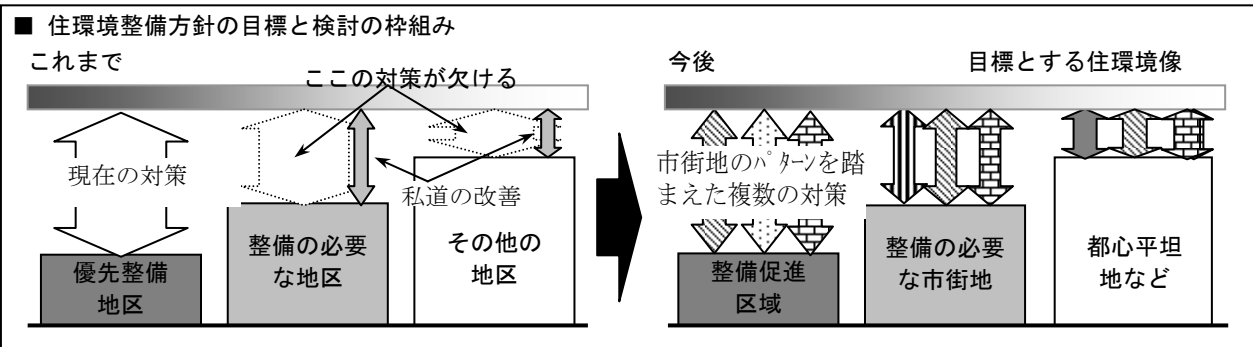 ■ 住環境整備方針の目標と検討の枠組み
これまで
ここの対策が欠ける
現在の対策
私道の改善
優先整備
地区
整備の必要
な地区
その他の
地区
今後
目標とする住環境像
市街地のﾊﾟﾀｰﾝを踏
まえた複数の対策
整備促進
区域
整備の必要
な市街地
都心平坦
地など